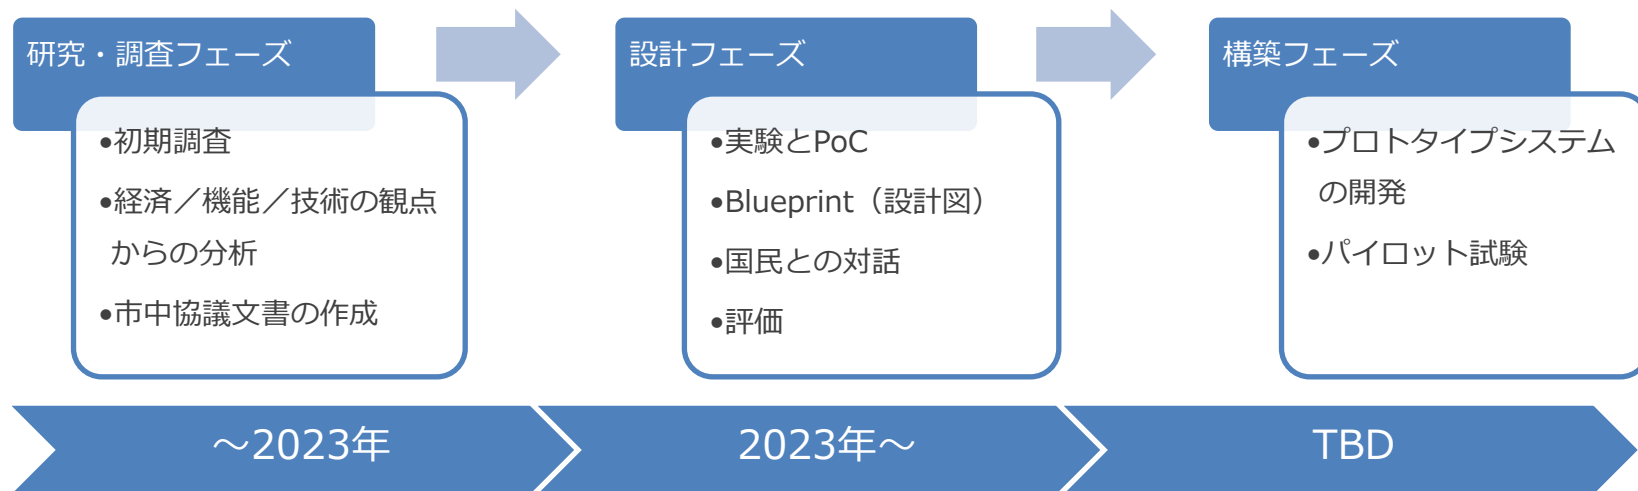 研究・調査フェーズ
•初期調査
•経済／機能／技術の観点
からの分析
•市中協議文書の作成
設計フェーズ
•実験とPoC
•Blueprint（設計図）
•国民との対話
•評価
構築フェーズ
•プロトタイプシステム
の開発
•パイロット試験
～2023年
2023年～
TBD